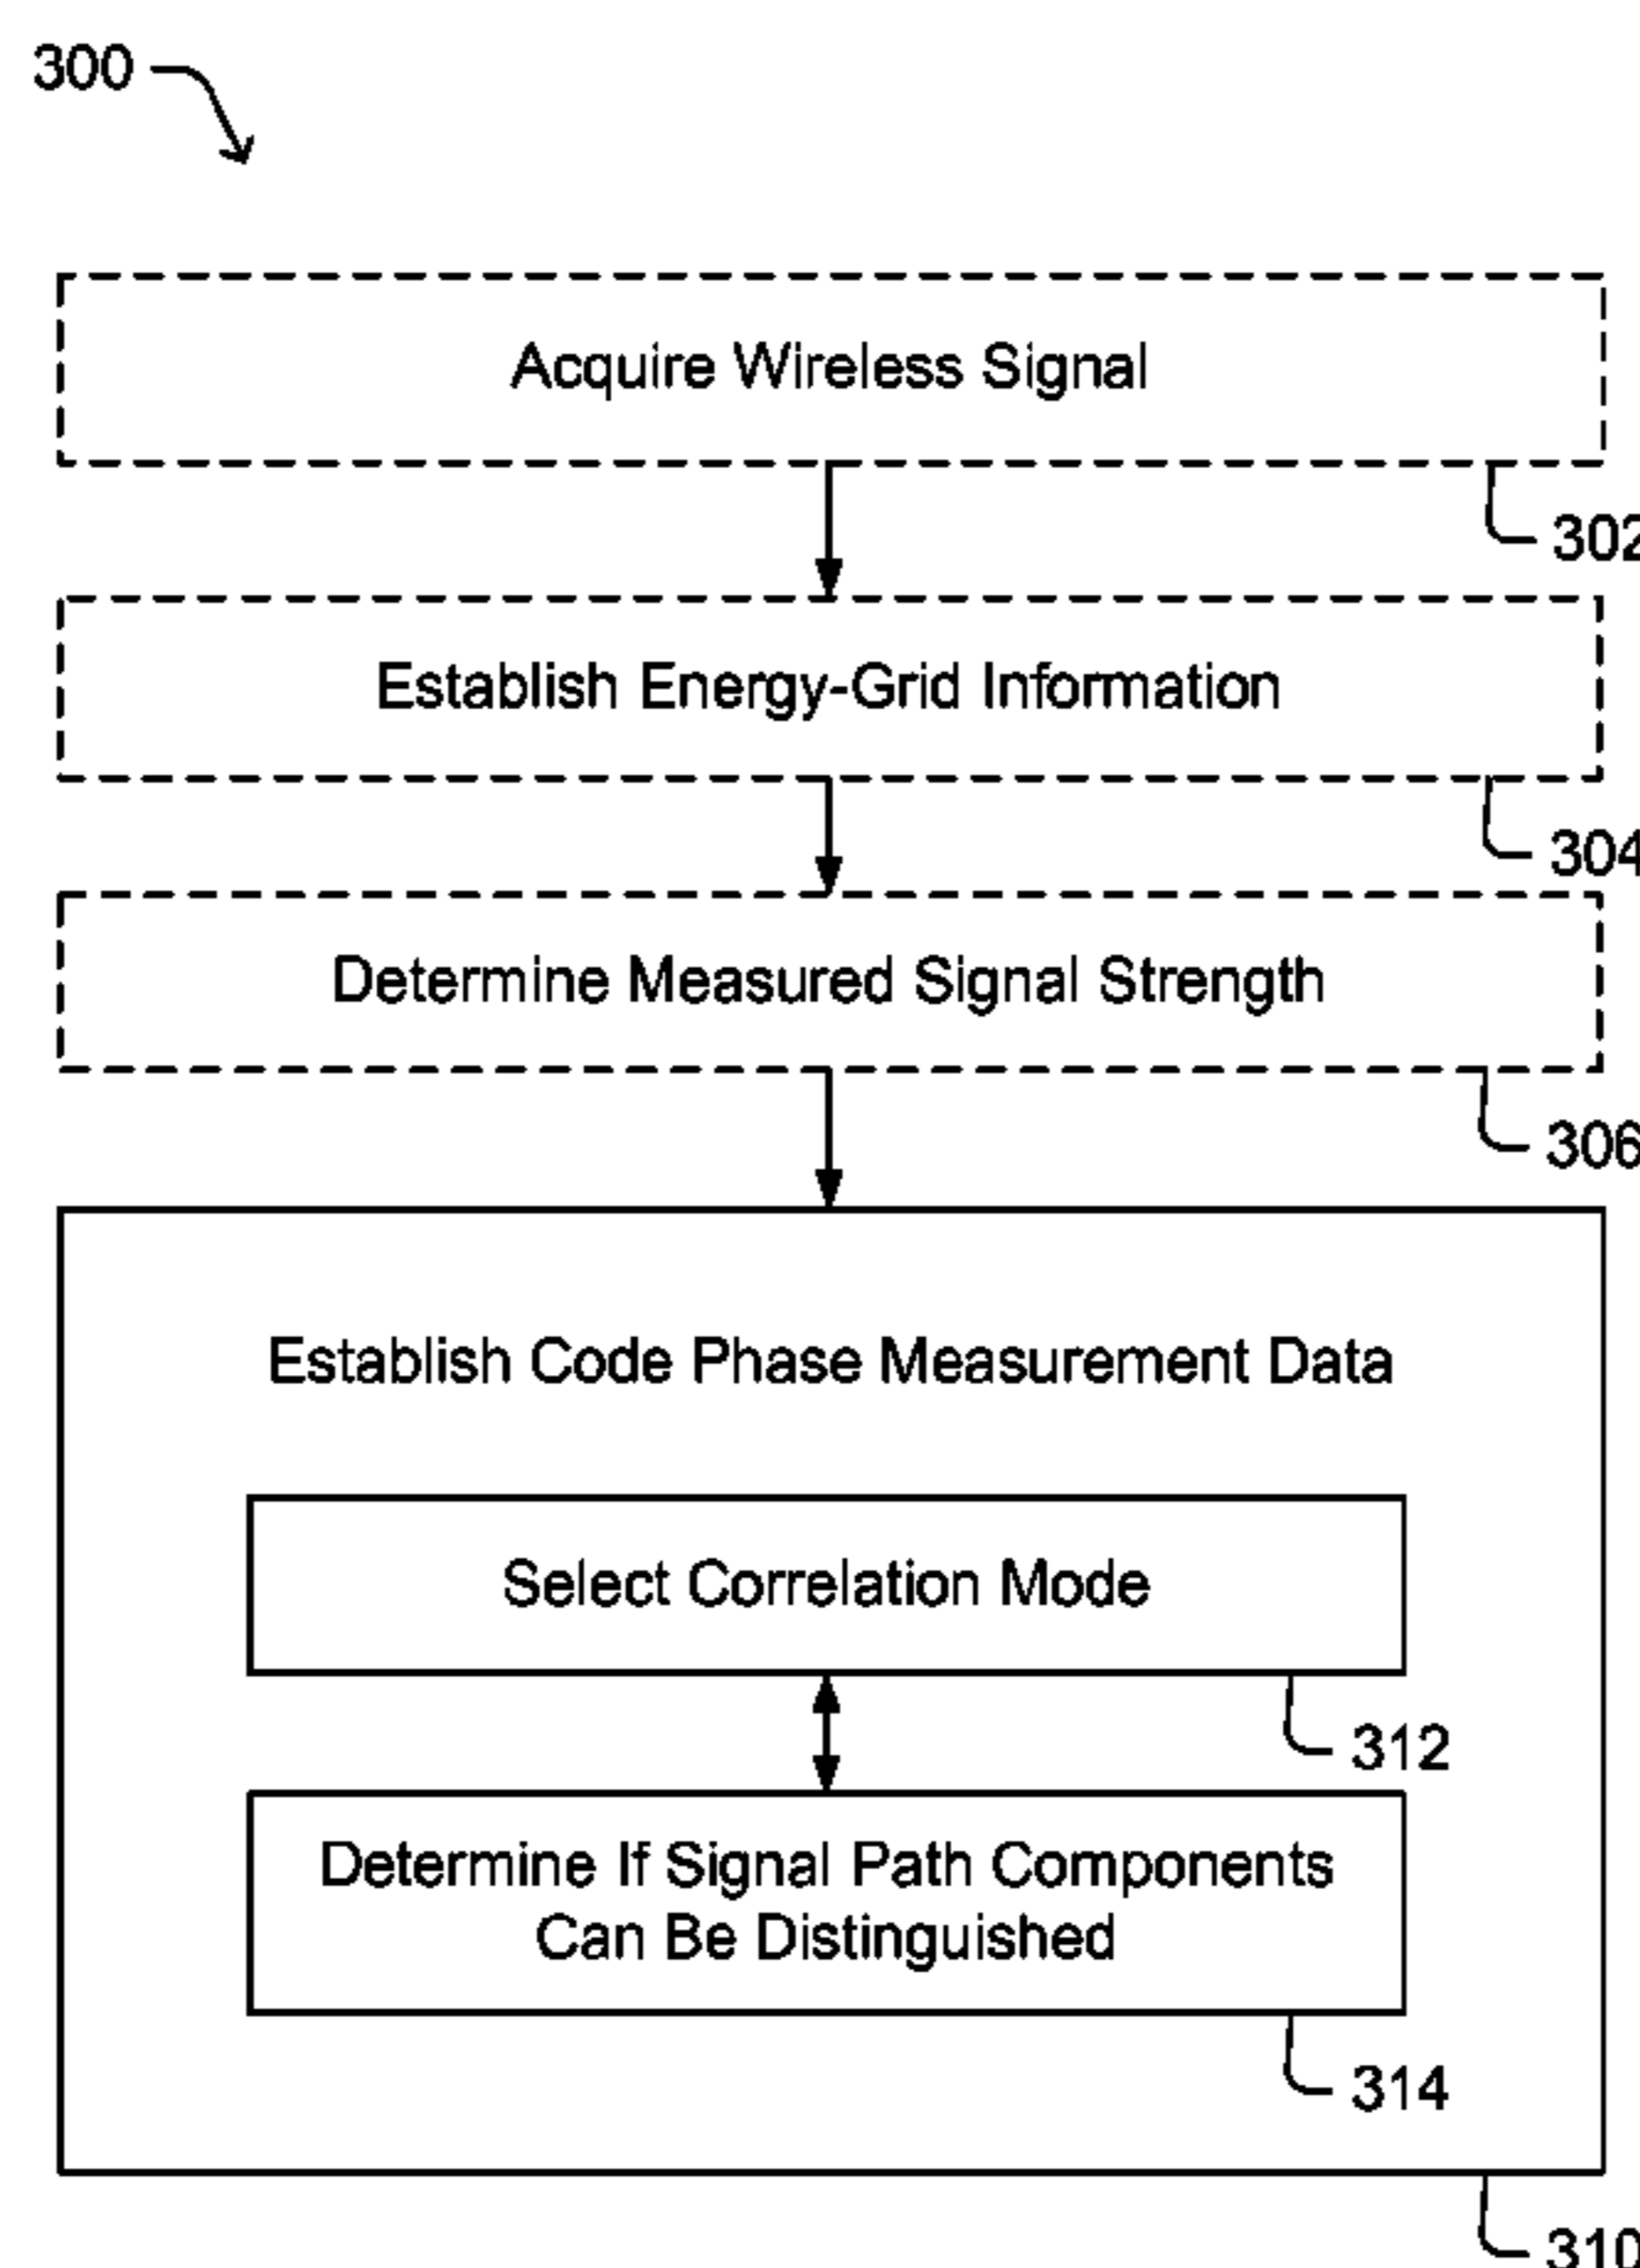 300
Acquire Wireless Signal
302
Establish Energy-Grid Information
304
Determine Measured Signal Strength
306
Establish Code Phase Measurement Data
Select Correlation Mode
312
Determine If Signal Path Components
Can Be Distinguished
314
310